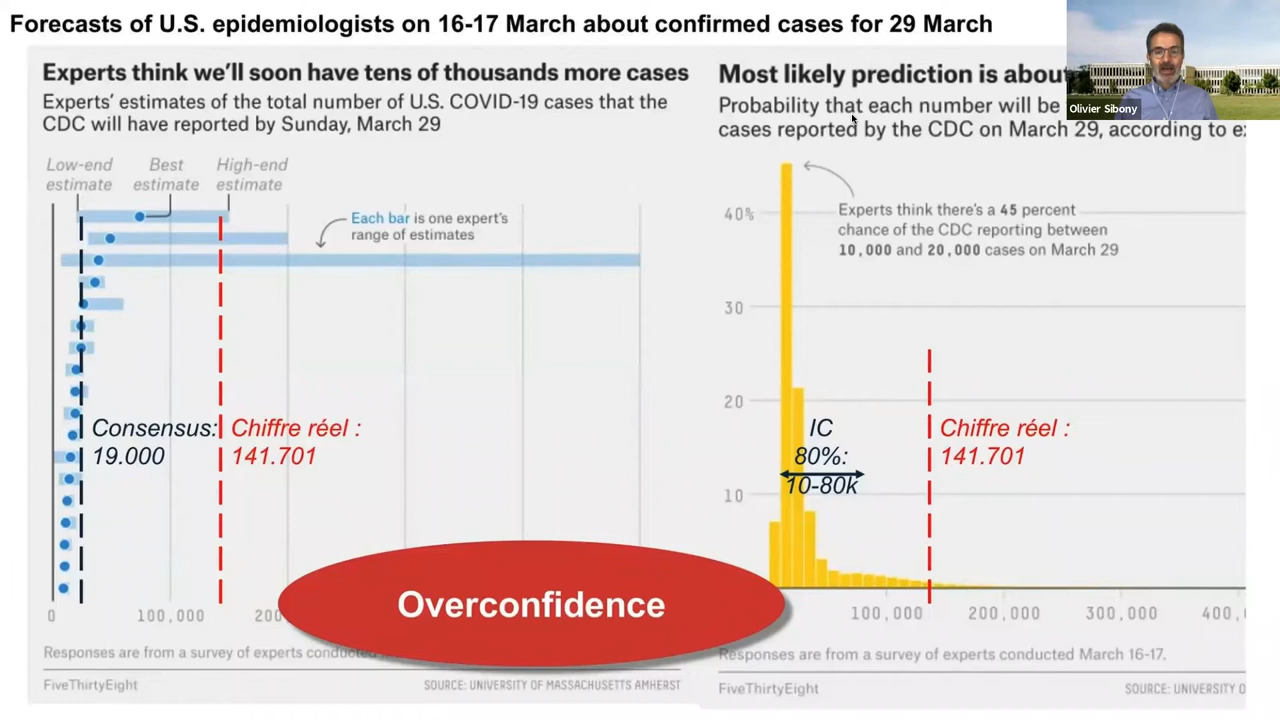 Forecasts of U.S. epidemiologists on 16-17 March about confirmed cases for 29 March
Olivier Sibony
Experts think we'll soon have tens of thousands more cases
Experts' estimates of the total number of U.S. COVID-19 cases that the
CDC will have reported by Sunday, March 29
Low-end
estimate
Best
estimate
High-end
estimate
Each bar is one expert's
range of estimates
Consensus:
19.000
Chiffre réel :
141.701
0
100,000
Responses are from a survey of experts
FiveThirtyEight
SOURCE: UNIVERSITY OF MASSACHUSETTS AMHERST
Most likely prediction is
Probability that each number will be
cases reported by the CDC on March 29, according to
40%
30
20
10
Experts think there's a 45 percent
chance of the CDC reporting between
10,000 and 20,000 cases on March 29
IC
80%:
10-80k
Chiffre réel :
141.701
100,000
200,000
300,000
Responses are from a survey of experts conducted March 16-17.
FiveThirtyEight
SOURCE: UNIVERSITY
Overconfidence